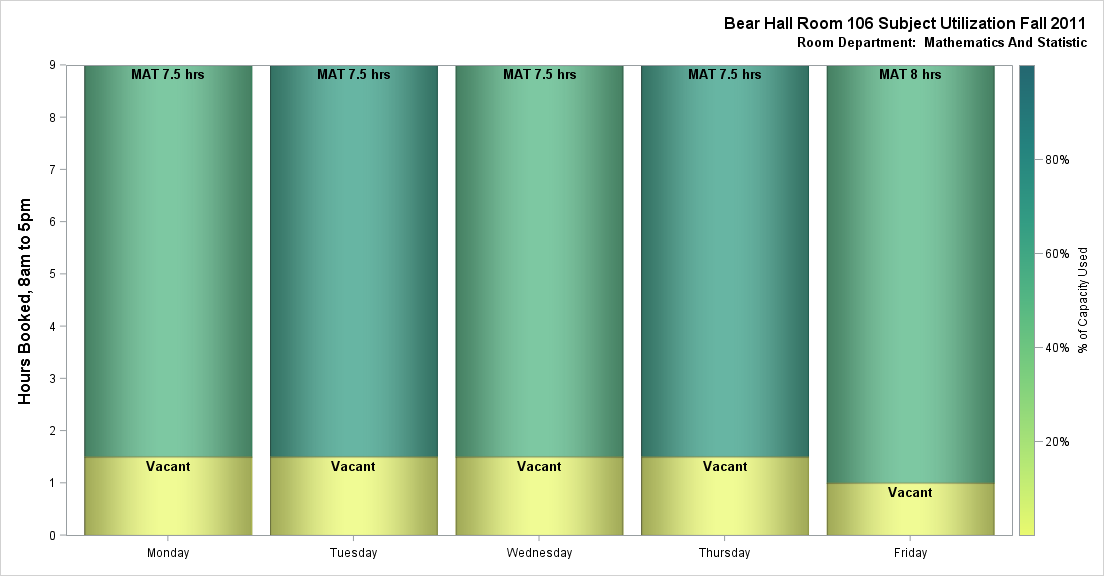 Bear Hall Room 106 Subject Utilization Fall 2011
Room Department:  Mathematics And Statistic
Hours Booked, 8am to 5pm
9
8
7
6
5
4
3
2
1
0
MAT 7.5 hrs
MAT 7.5 hrs
MAT 7.5 hrs
MAT 7.5 hrs
MAT 8 hrs
Vacant
Vacant
Vacant
Vacant
Vacant
Monday
Tuesday
Wednesday
Thursday
Friday
80%
60%
40%
20%
% of Capacity Used